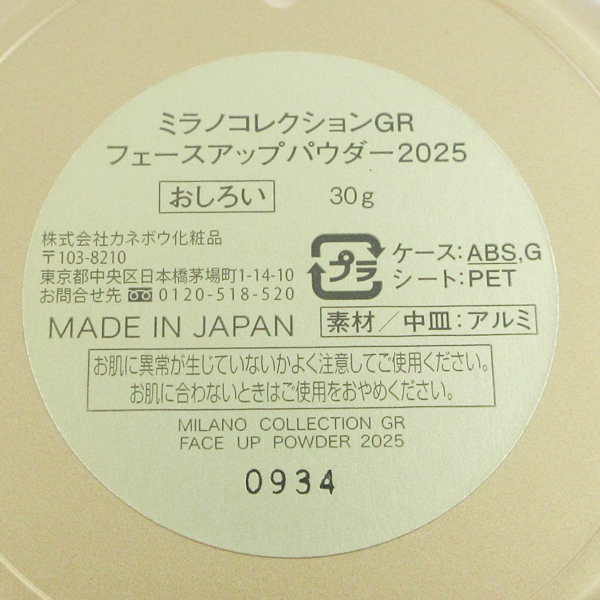 ミラノコレクションGR
フェースアップパウダー2025
おしろい 30g
株式会社カネボウ化粧品
〒103-8210
東京都中央区日本橋茅場町1-14-10
お問合せ先 0120-518-520
プラ
ケース:ABS,G
シート:PET
MADE IN JAPAN
素材/中皿:アルミ
お肌に異常が生じていないかよく注意してご使用ください。
お肌に合わないときはご使用をおやめください。
MILANO COLLECTION GR
FACE UP POWDER 2025
0934